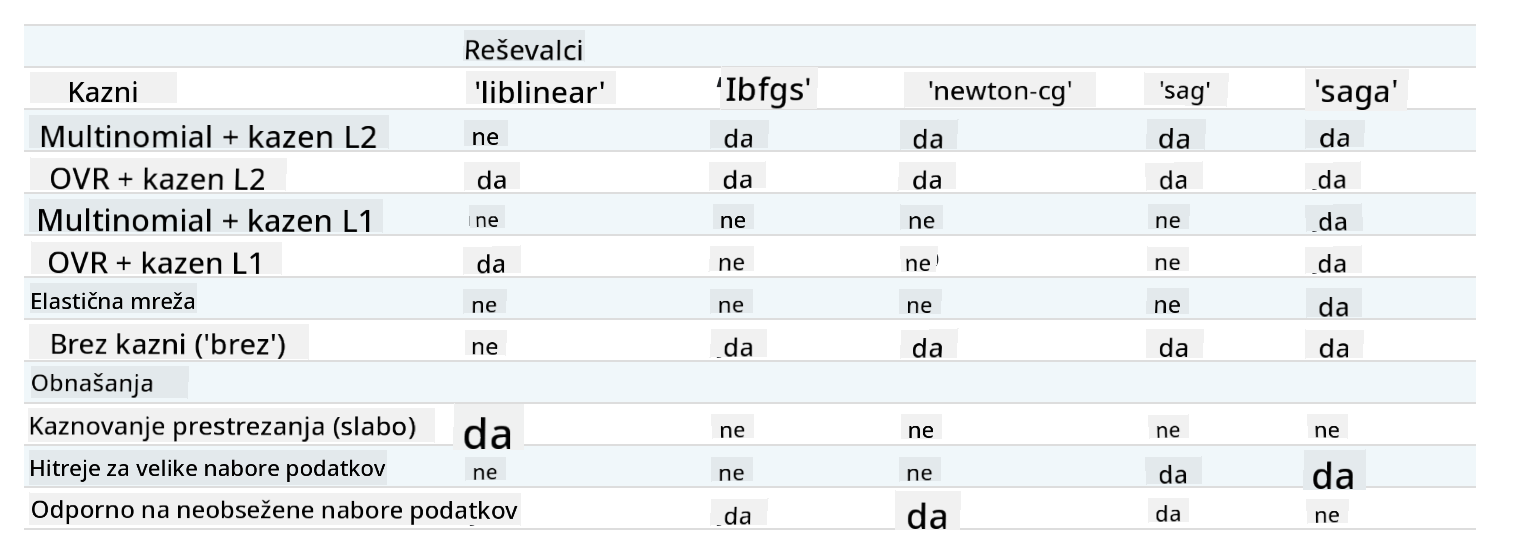 Reševalci
Kazni 'liblinear' 'Ibfgs' 'newton-cg' 'sag' 'saga'
Multinomial + kazen L2 ne da da da da
OVR + kazen L2 da da da da da
Multinomial + kazen L1 ne ne ne ne da
OVR + kazen L1 da ne ne ne da
Elastična mreža ne ne ne ne da
Brez kazni ('brez') ne da da da da
Obnašanja
Kaznovanje prestrezanja (slabo) da ne ne ne ne
Hitreje za velike nabore podatkov ne ne ne da da
Odporno na neobsežene nabore podatkov da da da ne